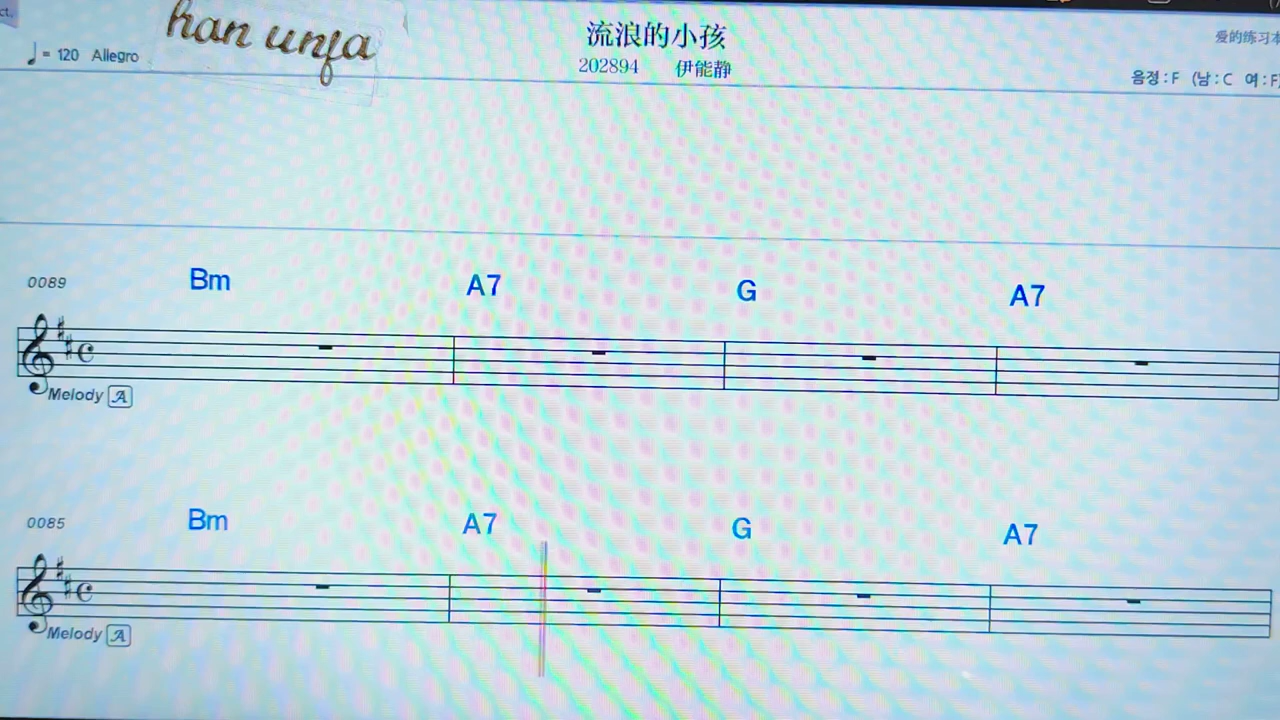 ct.
han unja
♩= 120 Allegro
流浪的小孩
202894 伊能静
爱的练习本
음정 : F (남 : C 여 : F)
0089
Bm A7 G A7
Melody A
0085
Bm A7 G A7
Melody A